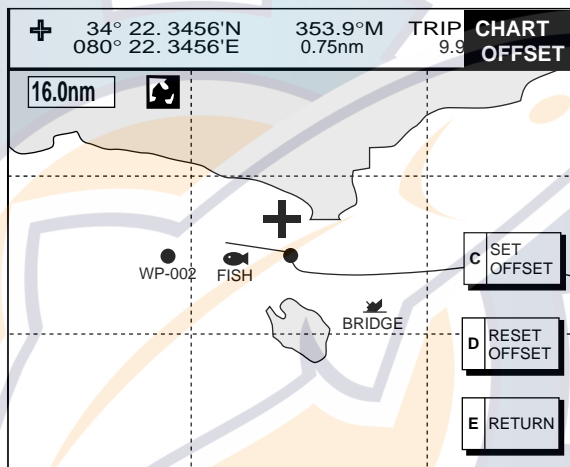 34° 22. 3456'N 353.9°M TRIP CHART
080° 22. 3456'E 0.75nm 9.9 OFFSET
16.0nm
WP-002 FISH
BRIDGE
C SET OFFSET
D RESET OFFSET
E RETURN